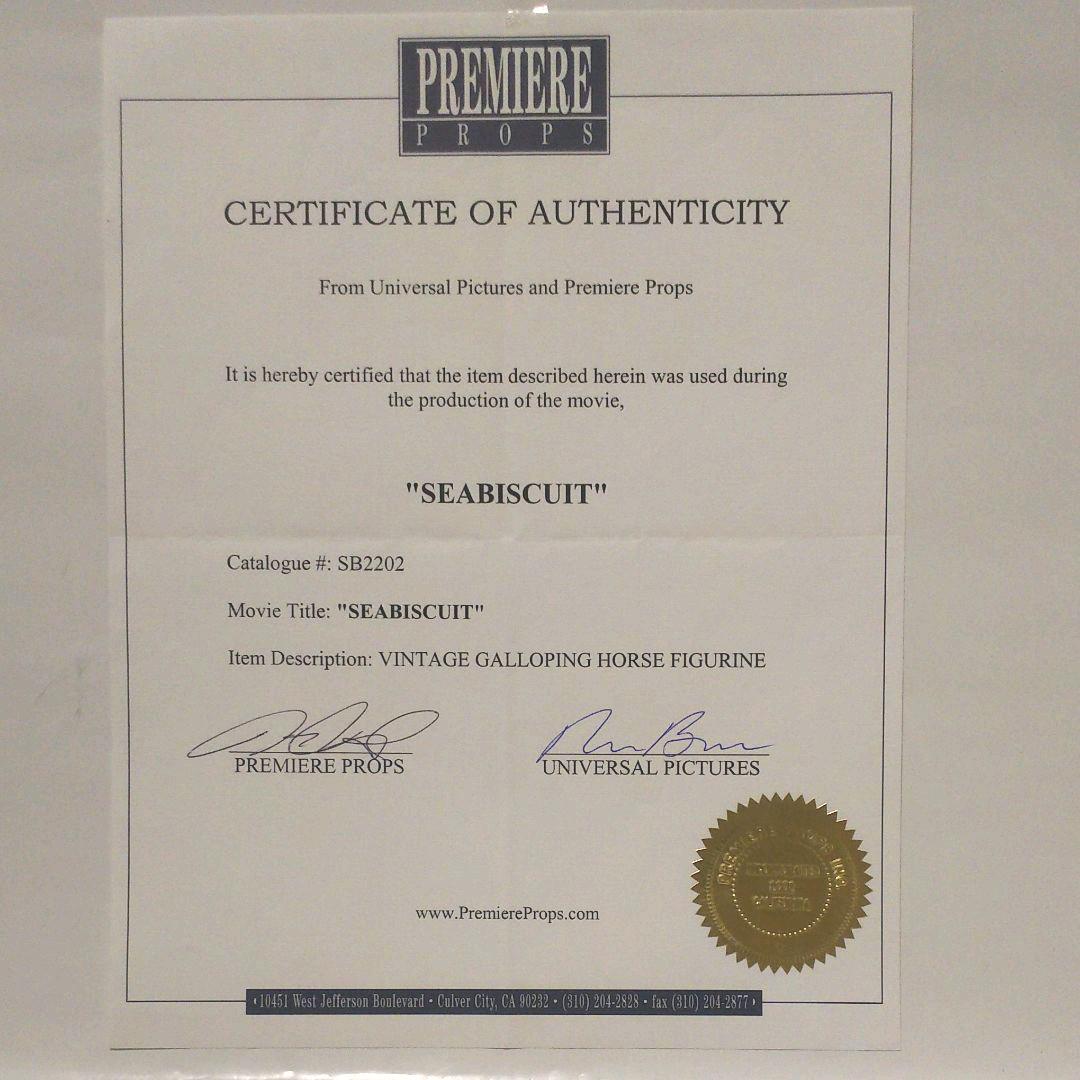 PREMIERE
PROPS
CERTIFICATE OF AUTHENTICITY
From Universal Pictures and Premiere Props
It is hereby certified that the item described herein was used during
the production of the movie,
"SEABISCUIT"
Catalogue #: SB2202
Movie Title: "SEABISCUIT"
Item Description: VINTAGE GALLOPING HORSE FIGURINE
PREMIERE PROPS
UNIVERSAL PICTURES
PREMIERE PROPS INC.
www.PremiereProps.com
10451 West Jefferson Boulevard • Culver City, CA 90232 • (310) 204-2828 • fax (310) 204-2877